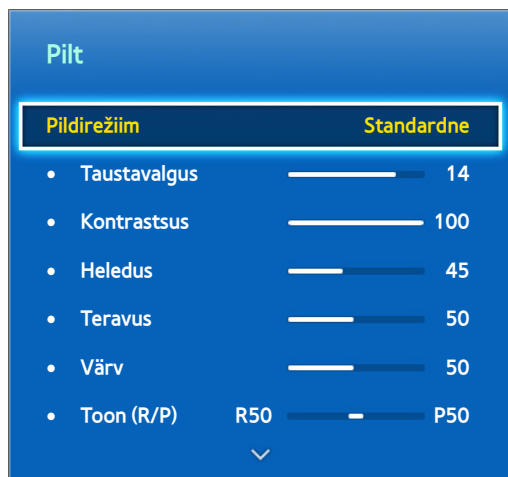 Pilt
Pildirežiim Standardne
• Taustavalgus 14
• Kontrastsus 100
• Heledus 45
• Teravus 50
• Värv 50
• Toon (R/P) R50 P50